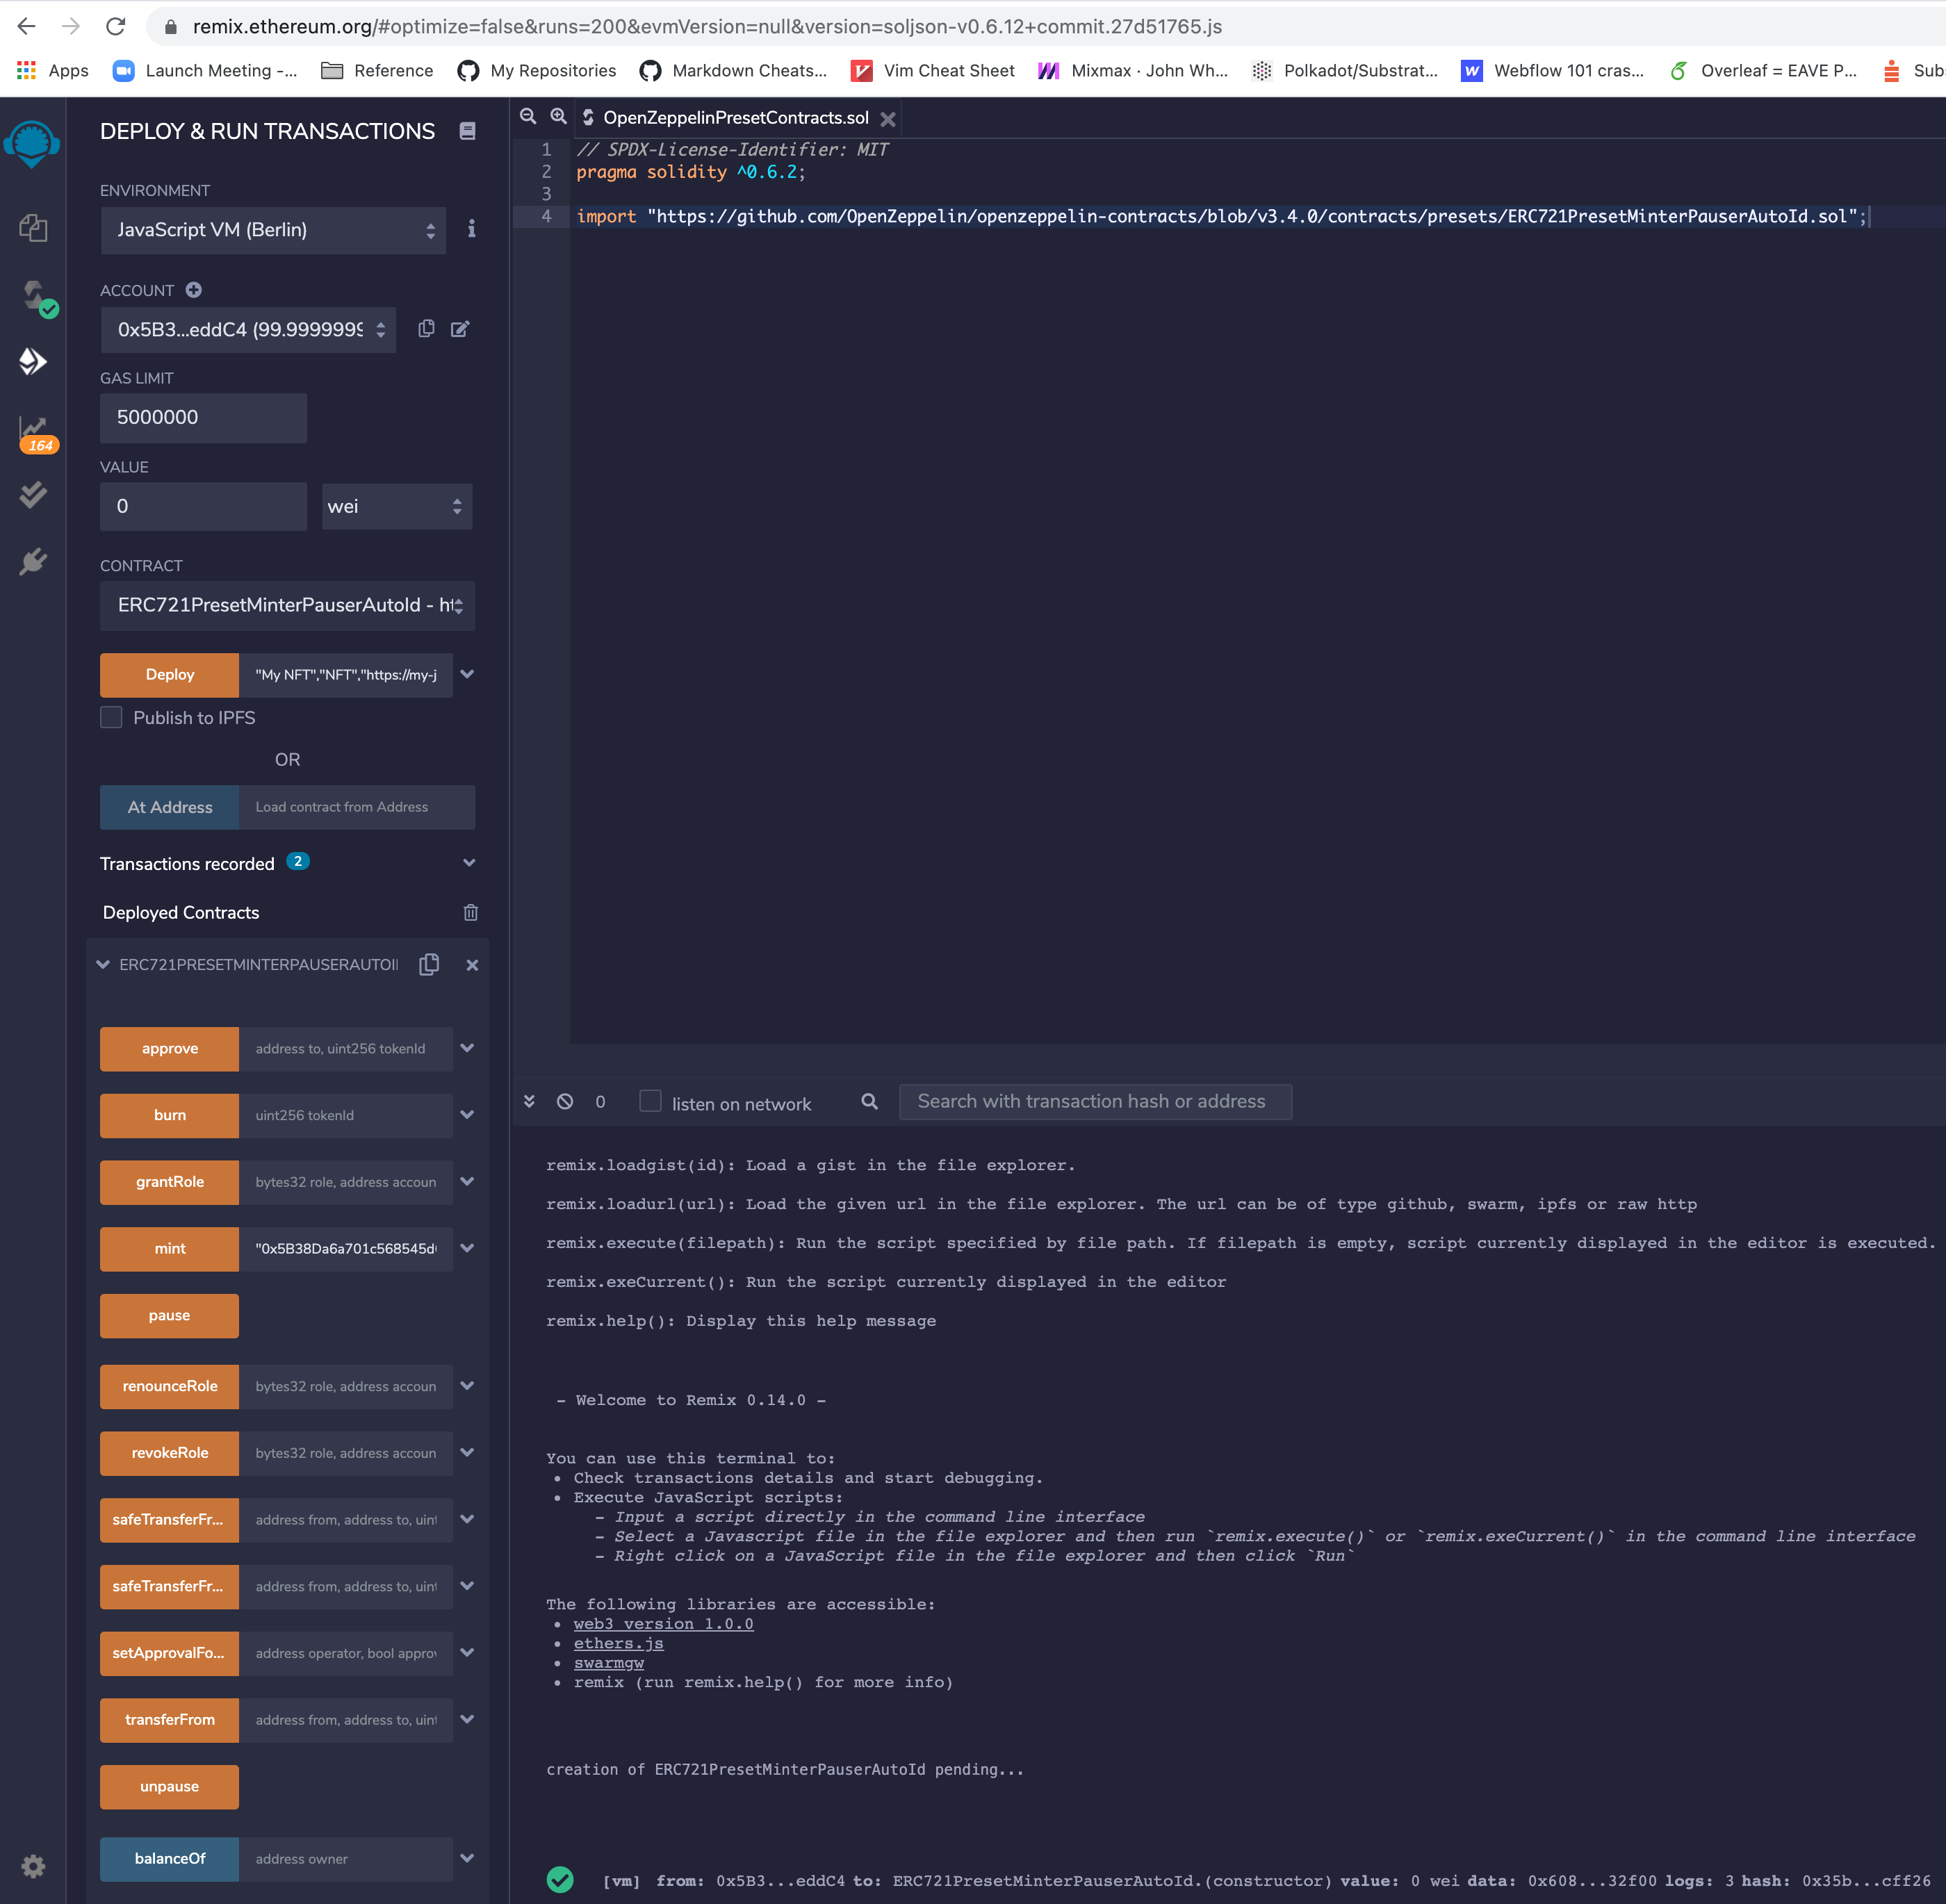 remix.ethereum.org/#optimize=false&runs=200&evmVersion=null&version=soljson-v0.6.12+commit.27d51765.js
Apps Launch Meeting -... Reference My Repositories Markdown Cheats... Vim Cheat Sheet Mixmax · John Wh... Polkadot/Substrat... Webflow 101 cras... Overleaf = EAVE P... Sub
DEPLOY & RUN TRANSACTIONS
ENVIRONMENT
JavaScript VM (Berlin)
ACCOUNT
0x5B3...eddC4 (99.9999999
GAS LIMIT
5000000
VALUE
0 wei
CONTRACT
ERC721PresetMinterPauserAutoId - ht
Deploy "My NFT","NFT","https://my-j
Publish to IPFS
OR
At Address Load contract from Address
Transactions recorded 2
Deployed Contracts
ERC721PRESETMINTERPAUSERAUTOI
approve address to, uint256 tokenId
burn uint256 tokenId
grantRole bytes32 role, address accoun
mint "0x5B38Da6a701c568545d
pause
renounceRole bytes32 role, address accoun
revokeRole bytes32 role, address accoun
safeTransferFr... address from, address to, uint
safeTransferFr... address from, address to, uint
setApprovalFo... address operator, bool approv
transferFrom address from, address to, uint
unpause
balanceOf address owner
164
OpenZeppelinPresetContracts.sol
1 // SPDX-License-Identifier: MIT
2 pragma solidity ^0.6.2;
3
4 import "https://github.com/OpenZeppelin/openzeppelin-contracts/blob/v3.4.0/contracts/presets/ERC721PresetMinterPauserAutoId.sol";
0 listen on network Search with transaction hash or address
remix.loadgist(id): Load a gist in the file explorer.
remix.loadurl(url): Load the given url in the file explorer. The url can be of type github, swarm, ipfs or raw http
remix.execute(filepath): Run the script specified by file path. If filepath is empty, script currently displayed in the editor is executed.
remix.exeCurrent(): Run the script currently displayed in the editor
remix.help(): Display this help message
- Welcome to Remix 0.14.0 -
You can use this terminal to:
• Check transactions details and start debugging.
• Execute JavaScript scripts:
- Input a script directly in the command line interface
- Select a Javascript file in the file explorer and then run `remix.execute()` or `remix.exeCurrent()` in the command line interface
- Right click on a JavaScript file in the file explorer and then click `Run`
The following libraries are accessible:
• web3 version 1.0.0
• ethers.js
• swarmgw
• remix (run remix.help() for more info)
creation of ERC721PresetMinterPauserAutoId pending...
[vm] from: 0x5B3...eddC4 to: ERC721PresetMinterPauserAutoId.(constructor) value: 0 wei data: 0x608...32f00 logs: 3 hash: 0x35b...cff26